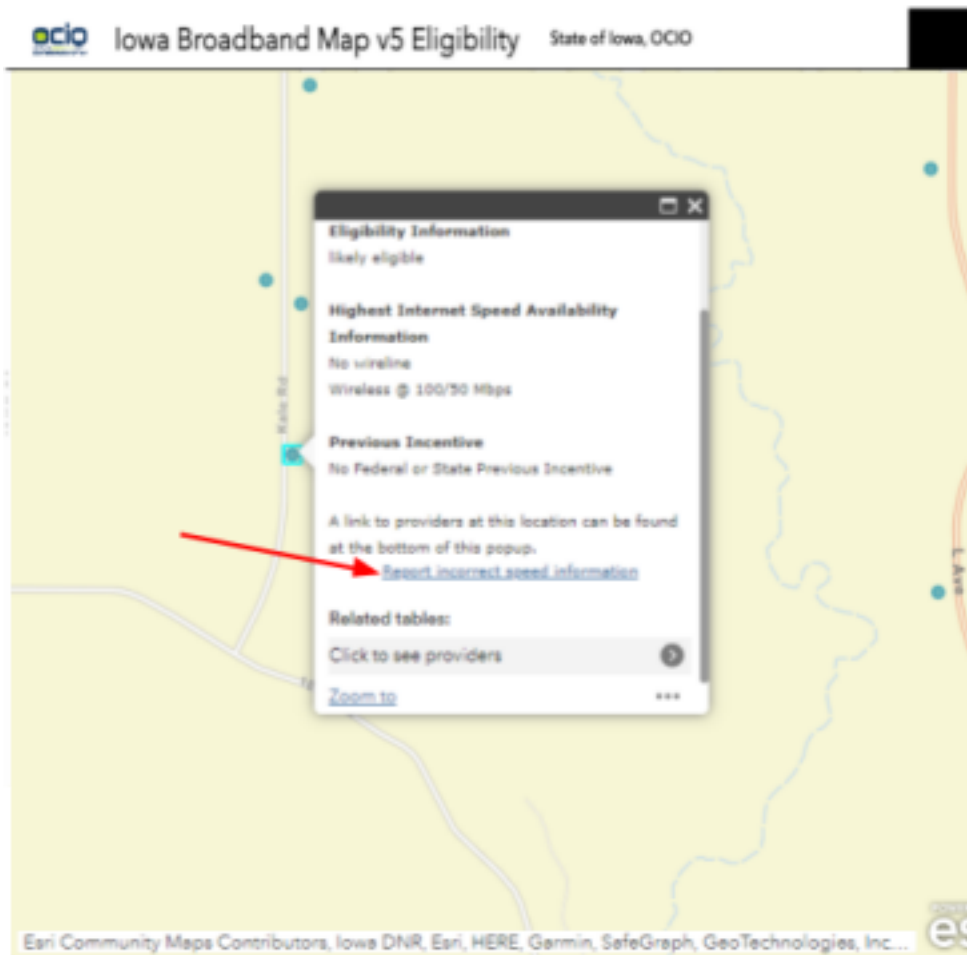 ocio Iowa Broadband Map v5 Eligibility State of Iowa, OCIO
Eligibility Information
likely eligible
Highest Internet Speed Availability
Information
No wireline
Wireless @ 100/50 Mbps
Previous Incentive
No Federal or State Previous Incentive
A link to providers at this location can be found
at the bottom of this popup.
Report incorrect speed information
Related tables:
Click to see providers
Zoom to
L Ave
Esri Community Maps Contributors, Iowa DNR, Esri, HERE, Garmin, SafeGraph, GeoTechnologies, Inc...
es